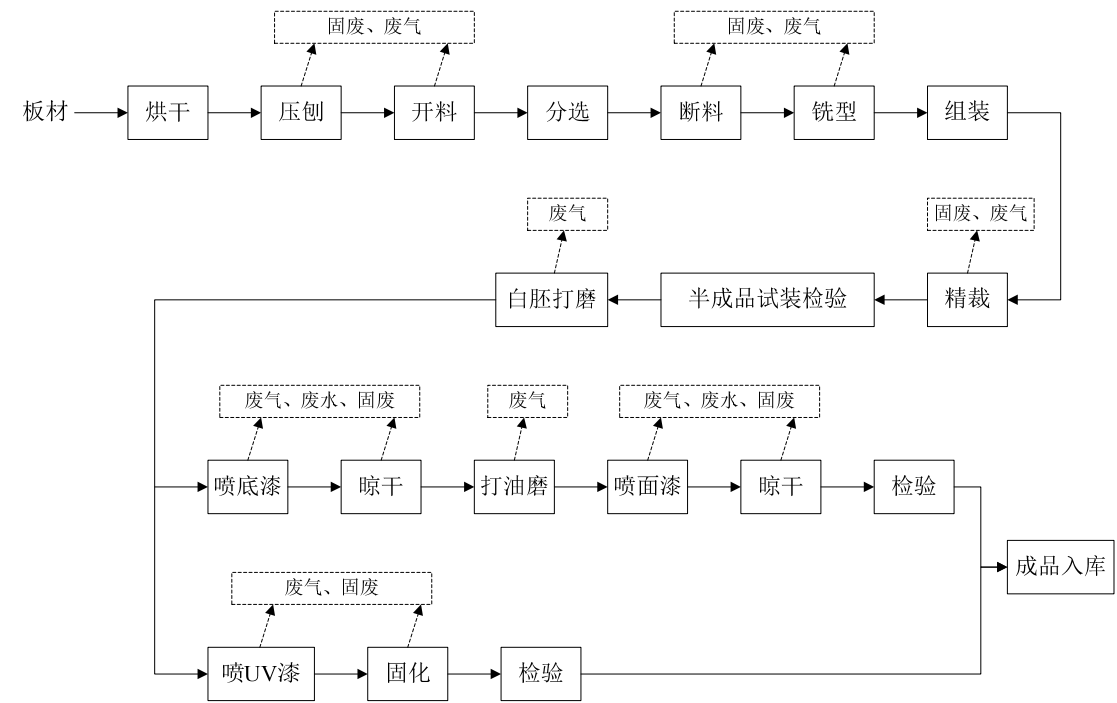 固废、废气
固废、废气
板材
烘干
压刨
开料
分选
断料
铣型
组装
废气
固废、废气
白胚打磨
半成品试装检验
精裁
废气、废水、固废
废气
废气、废水、固废
喷底漆
晾干
打油磨
喷面漆
晾干
检验
成品入库
废气、固废
喷UV漆
固化
检验